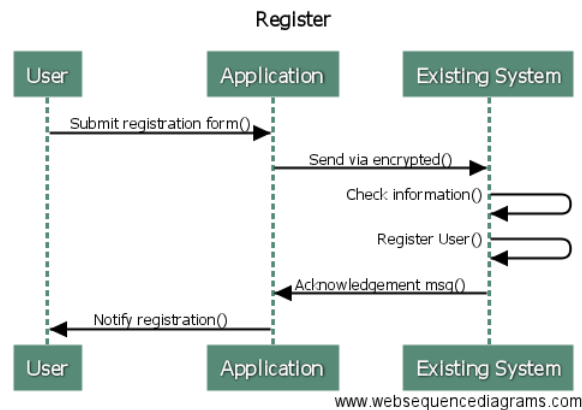 Register
User Application Existing System
Submit registration form()
Send via encrypted()
Check information()
Register User()
Acknowledgement msg()
Notify registration()
User Application Existing System
www.websequencediagrams.com